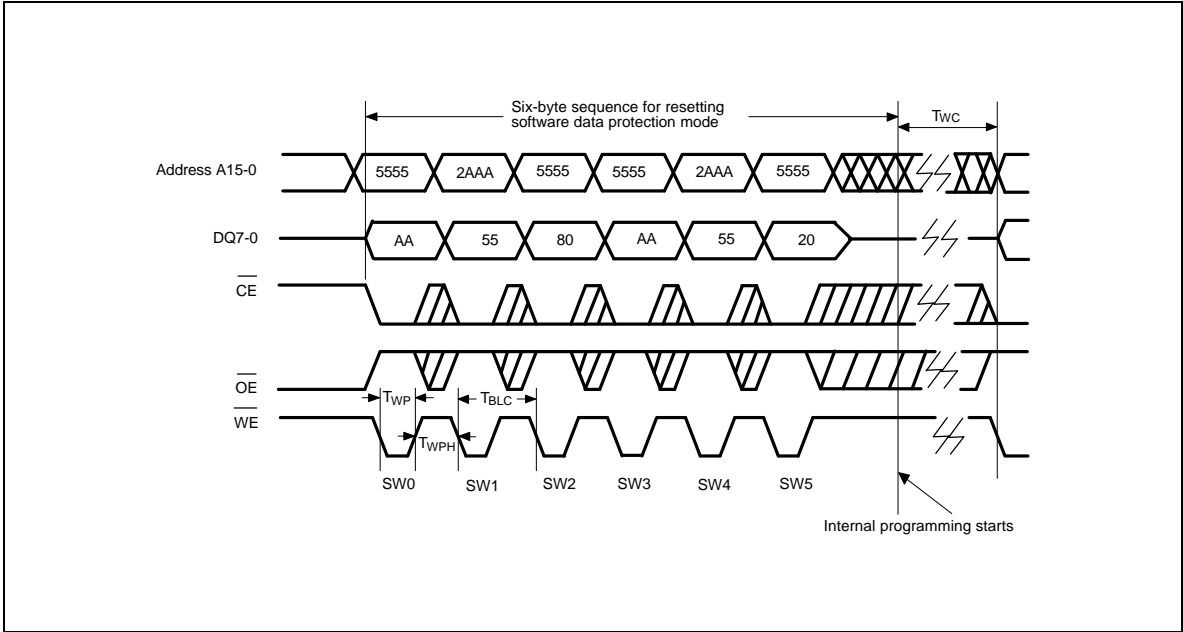 Six-byte sequence for resetting
software data protection mode
TWC
Address A15-0
5555 2AAA 5555 5555 2AAA 5555
DQ7-0
AA 55 80 AA 55 20
CE
OE
TWP TBLC
WE
TWPH
SW0 SW1 SW2 SW3 SW4 SW5
Internal programming starts